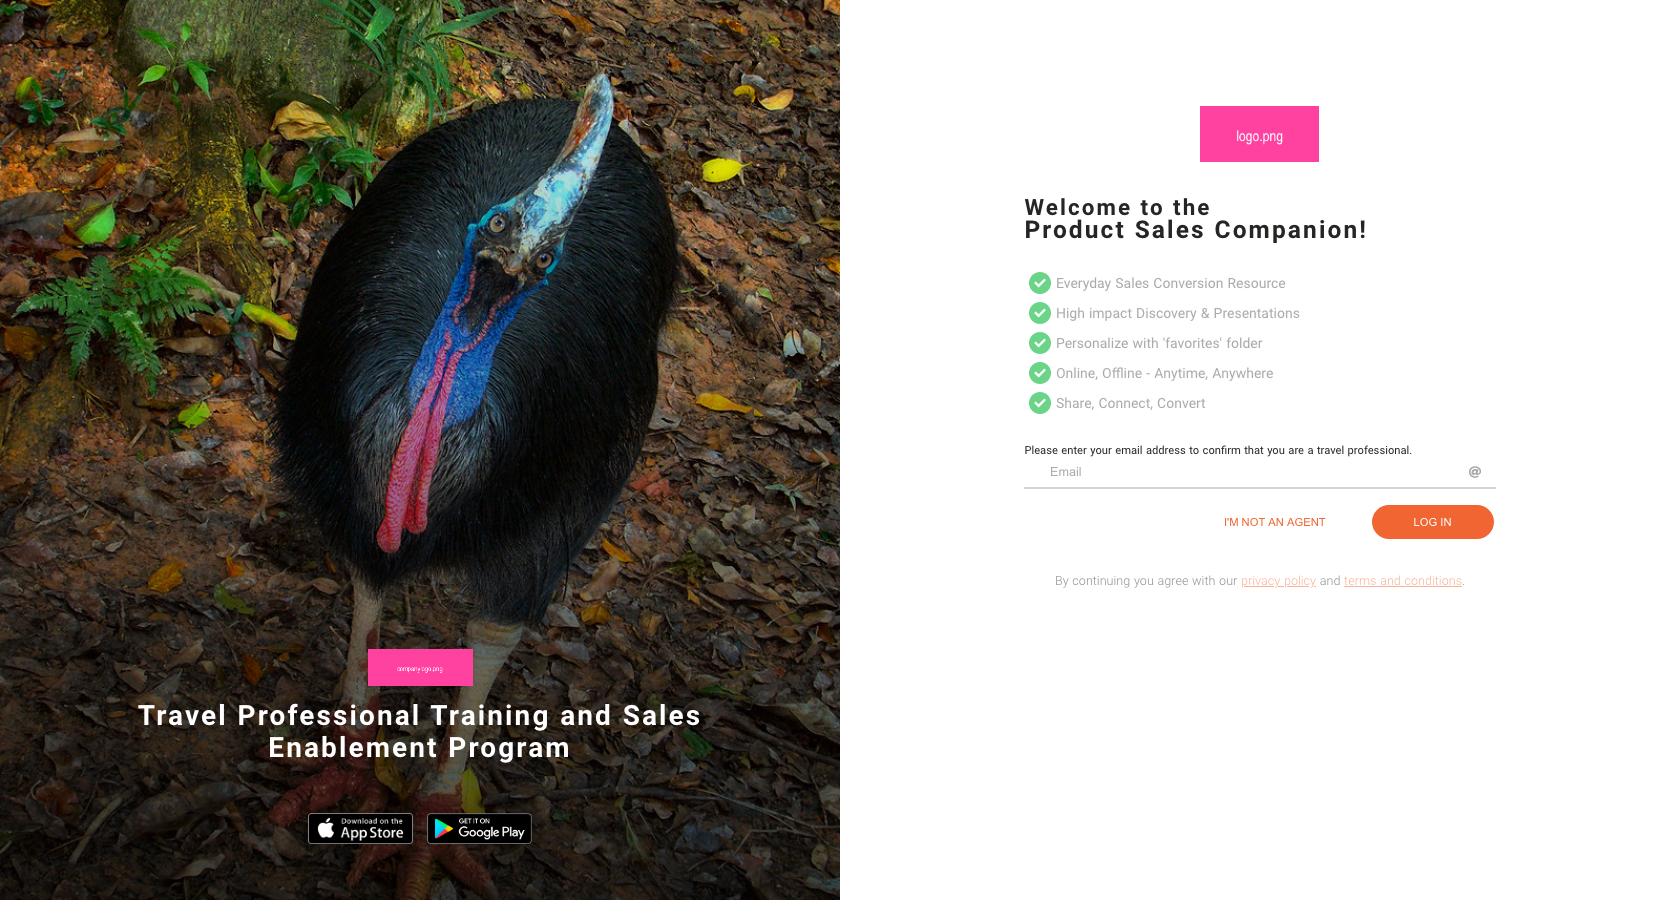 companylogo.png
Travel Professional Training and Sales
Enablement Program
Download on the
App Store
GET IT ON
Google Play
logo.png
Welcome to the
Product Sales Companion!
Everyday Sales Conversion Resource
High impact Discovery & Presentations
Personalize with 'favorites' folder
Online, Offline - Anytime, Anywhere
Share, Connect, Convert
Please enter your email address to confirm that you are a travel professional.
Email @
I'M NOT AN AGENT LOG IN
By continuing you agree with our privacy policy and terms and conditions.